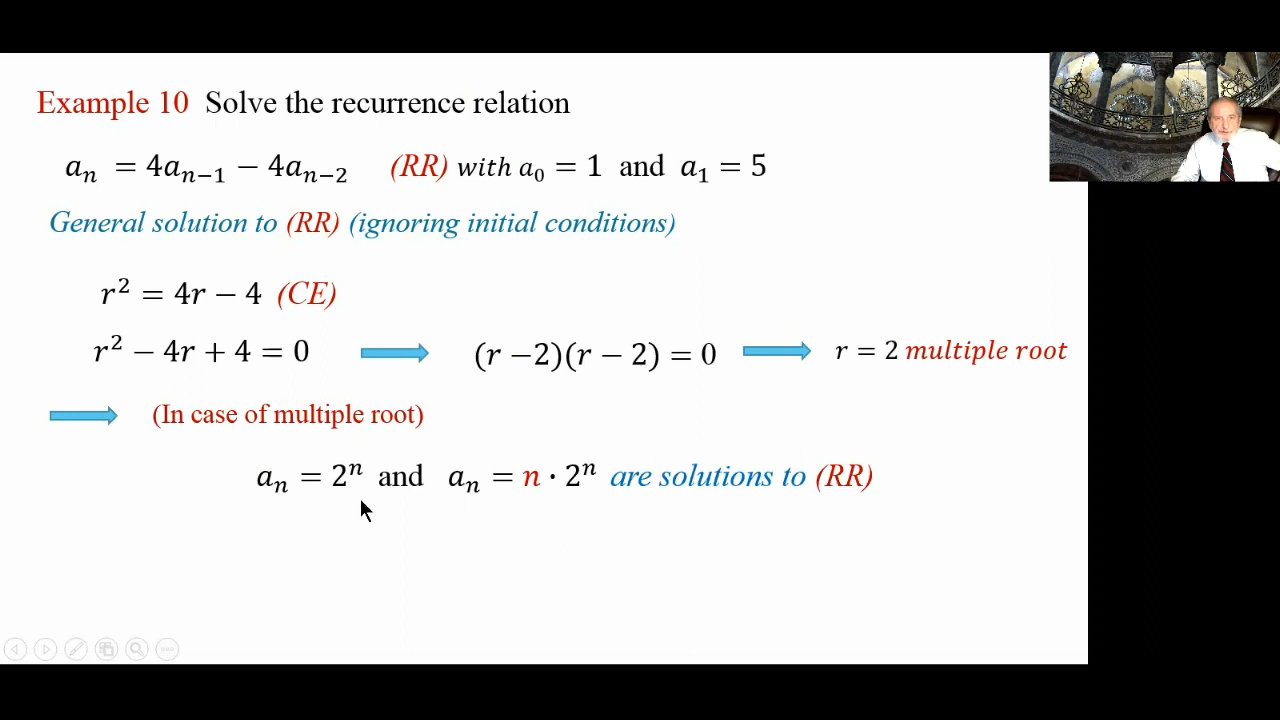 Example 10 Solve the recurrence relation
aₙ = 4aₙ₋₁ − 4aₙ₋₂ (RR) with a₀ = 1 and a₁ = 5
General solution to (RR) (ignoring initial conditions)
r² = 4r − 4 (CE)
r² − 4r + 4 = 0 (r −2)(r − 2) = 0 r = 2 multiple root
(In case of multiple root)
aₙ = 2ⁿ and aₙ = n · 2ⁿ are solutions to (RR)